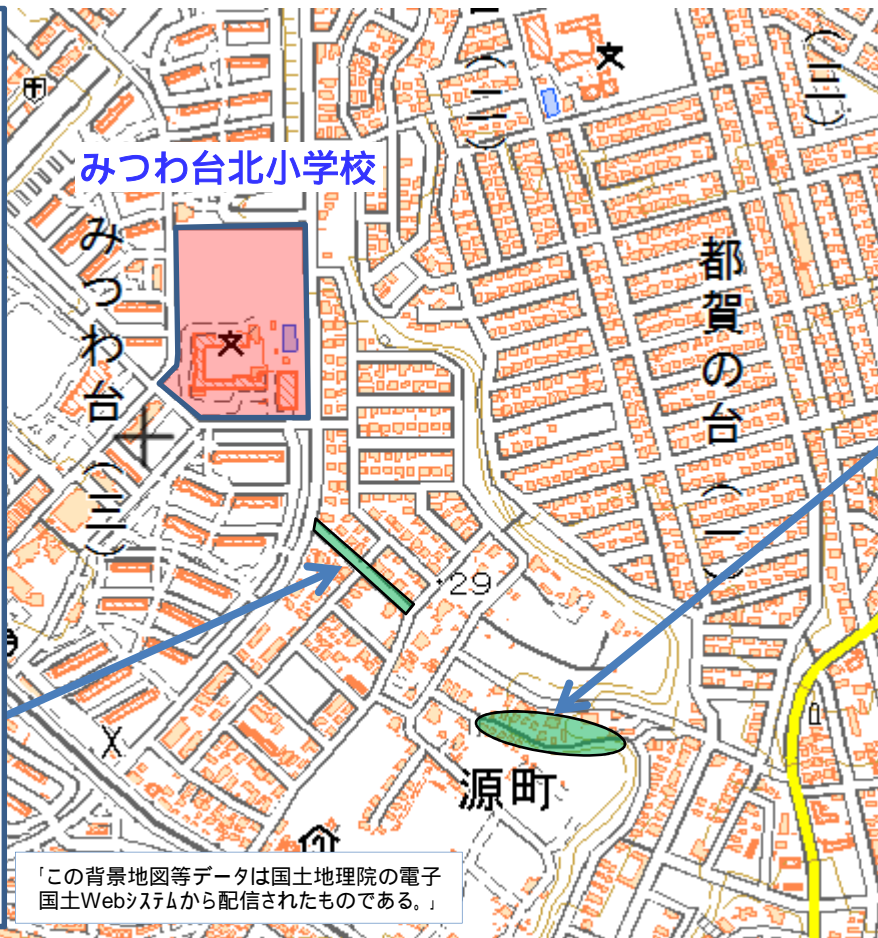 みつわ台北小学校
みつわ台(三)
(二)
(三)
都賀の台(一)
29
源町
「この背景地図等データは国土地理院の電子
国土Webシステムから配信されたものである。」